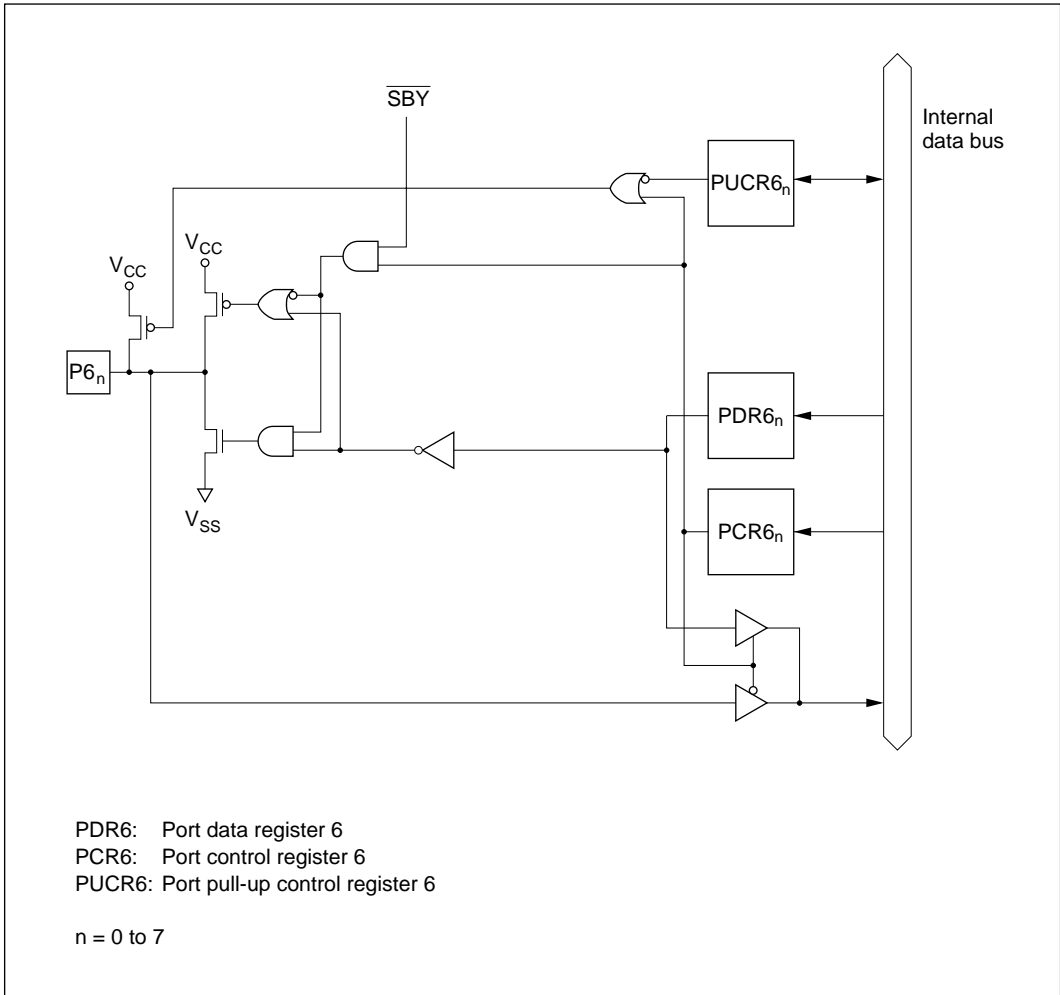 SBY
Internal
data bus
PUCR6n
VCC
VCC
P6n
PDR6n
VSS
PCR6n
PDR6: Port data register 6
PCR6: Port control register 6
PUCR6: Port pull-up control register 6
n = 0 to 7